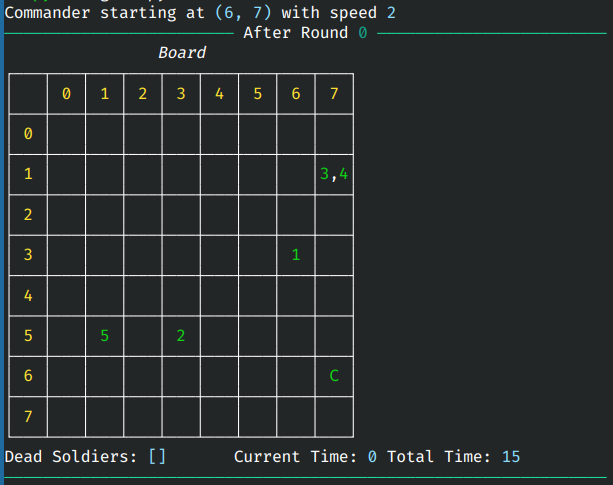 Commander starting at (6, 7) with speed 2
After Round 0
Board
0 1 2 3 4 5 6 7
0
1 3,4
2
3 1
4
5 5 2
6 C
7
Dead Soldiers: [] Current Time: 0 Total Time: 15